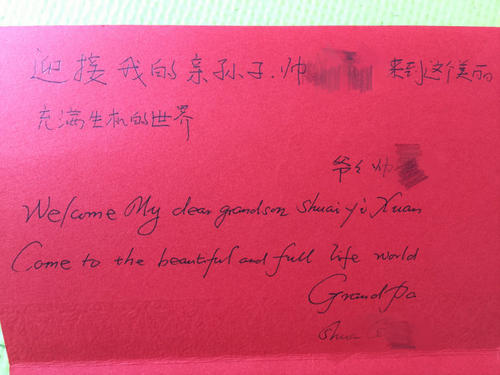 迎接我的亲孙子.帅 来到这个美丽
充满生机的世界
爷爷 帅
Welcome My dear grandson Shuai yi Xuan
Come to the beautiful and full life world
Grandpa
Shuai